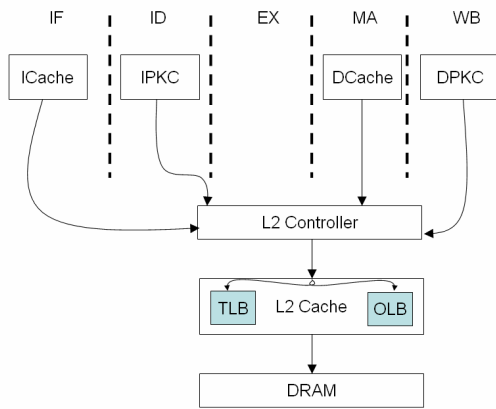 IF ID EX MA WB
ICache IPKC DCache DPKC
L2 Controller
TLB L2 Cache OLB
DRAM